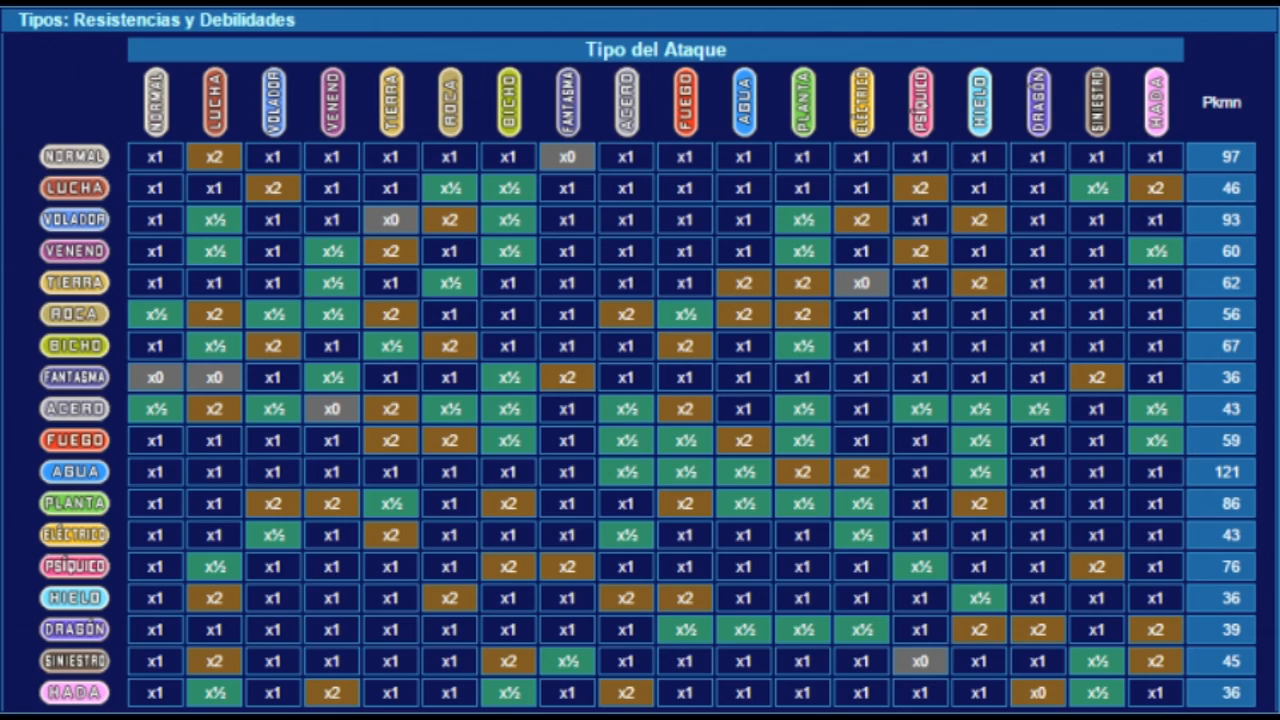 Tipos: Resistencias y Debilidades
Tipo del Ataque
NORMAL LUCHA VOLADOR VENENO TIERRA ROCA BICHO FANTASMA ACERO FUEGO AGUA PLANTA ELÉCTRICO PSÍQUICO HIELO DRAGÓN SINIESTRO HADA Pkmn
NORMAL x1 x2 x1 x1 x1 x1 x1 x0 x1 x1 x1 x1 x1 x1 x1 x1 x1 x1 97
LUCHA x1 x1 x2 x1 x1 x½ x½ x1 x1 x1 x1 x1 x1 x2 x1 x1 x½ x2 46
VOLADOR x1 x½ x1 x1 x0 x2 x½ x1 x1 x1 x1 x½ x2 x1 x2 x1 x1 x1 93
VENENO x1 x½ x1 x½ x2 x1 x½ x1 x1 x1 x1 x½ x1 x2 x1 x1 x1 x½ 60
TIERRA x1 x1 x1 x½ x1 x½ x1 x1 x1 x1 x2 x2 x0 x1 x2 x1 x1 x1 62
ROCA x½ x2 x½ x½ x2 x1 x1 x1 x2 x½ x2 x2 x1 x1 x1 x1 x1 x1 56
BICHO x1 x½ x2 x1 x½ x2 x1 x1 x1 x2 x1 x½ x1 x1 x1 x1 x1 x1 67
FANTASMA x0 x0 x1 x½ x1 x1 x½ x2 x1 x1 x1 x1 x1 x1 x1 x1 x2 x1 36
ACERO x½ x2 x½ x0 x2 x½ x½ x1 x½ x2 x1 x½ x1 x½ x½ x½ x1 x½ 43
FUEGO x1 x1 x1 x1 x2 x2 x½ x1 x½ x½ x2 x½ x1 x1 x½ x1 x1 x½ 59
AGUA x1 x1 x1 x1 x1 x1 x1 x1 x½ x½ x½ x2 x2 x1 x½ x1 x1 x1 121
PLANTA x1 x1 x2 x2 x½ x1 x2 x1 x1 x2 x½ x½ x½ x1 x2 x1 x1 x1 86
ELÉCTRICO x1 x1 x½ x1 x2 x1 x1 x1 x½ x1 x1 x1 x½ x1 x1 x1 x1 x1 43
PSÍQUICO x1 x½ x1 x1 x1 x1 x2 x2 x1 x1 x1 x1 x1 x½ x1 x1 x2 x1 76
HIELO x1 x2 x1 x1 x1 x2 x1 x1 x2 x2 x1 x1 x1 x1 x½ x1 x1 x1 36
DRAGÓN x1 x1 x1 x1 x1 x1 x1 x1 x1 x½ x½ x½ x½ x1 x2 x2 x1 x2 39
SINIESTRO x1 x2 x1 x1 x1 x1 x2 x½ x1 x1 x1 x1 x1 x0 x1 x1 x½ x2 45
HADA x1 x½ x1 x2 x1 x1 x½ x1 x2 x1 x1 x1 x1 x1 x1 x0 x½ x1 36